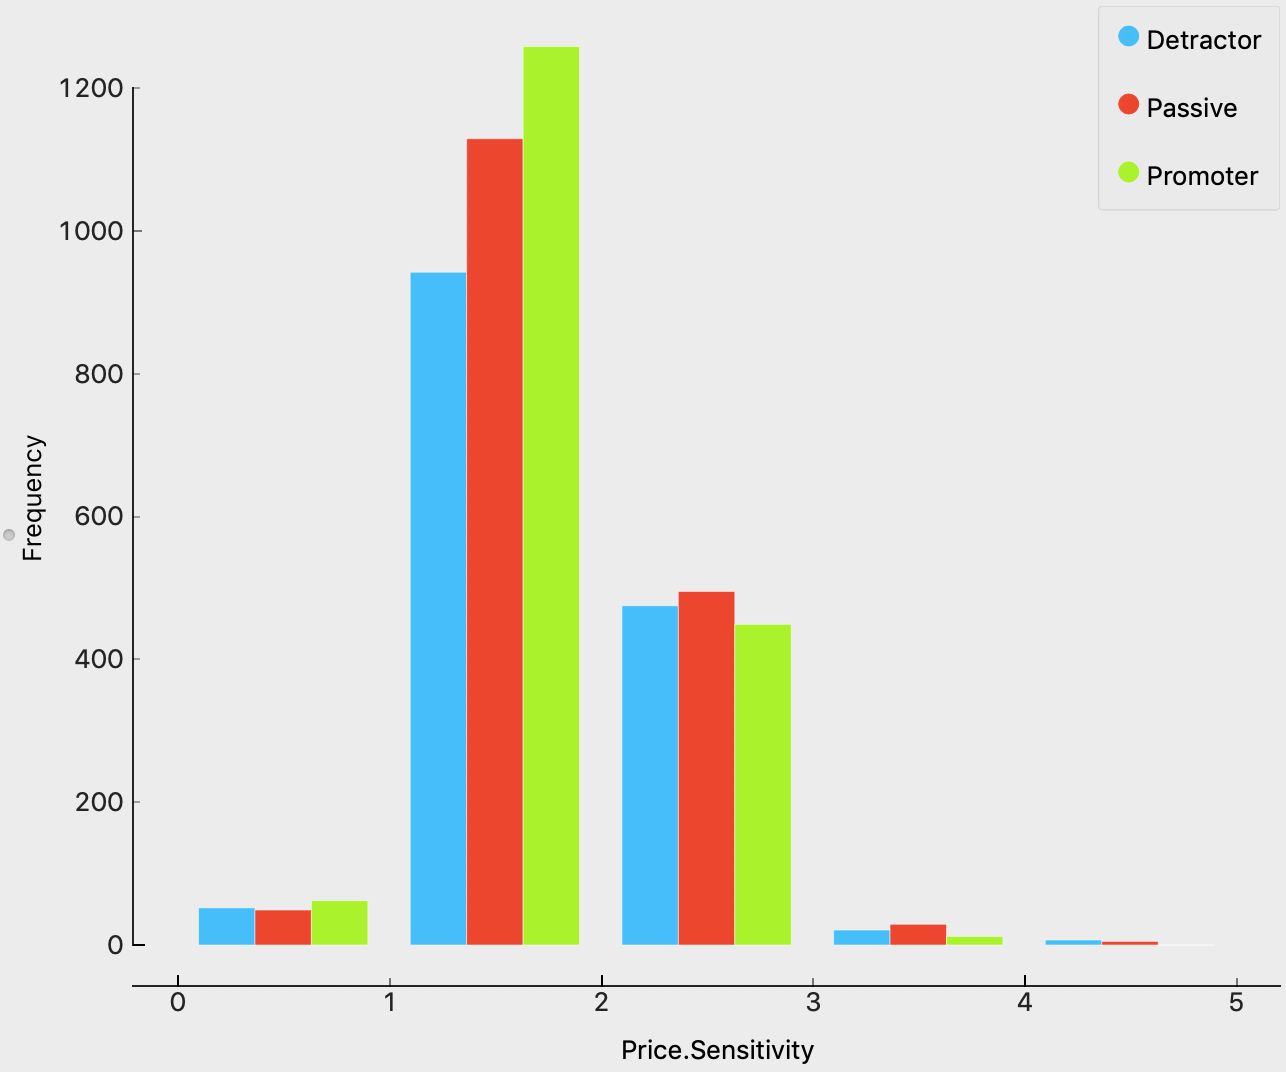 Detractor
Passive
Promoter
1200
1000
800
600
400
200
0
Frequency
0 1 2 3 4 5
Price.Sensitivity